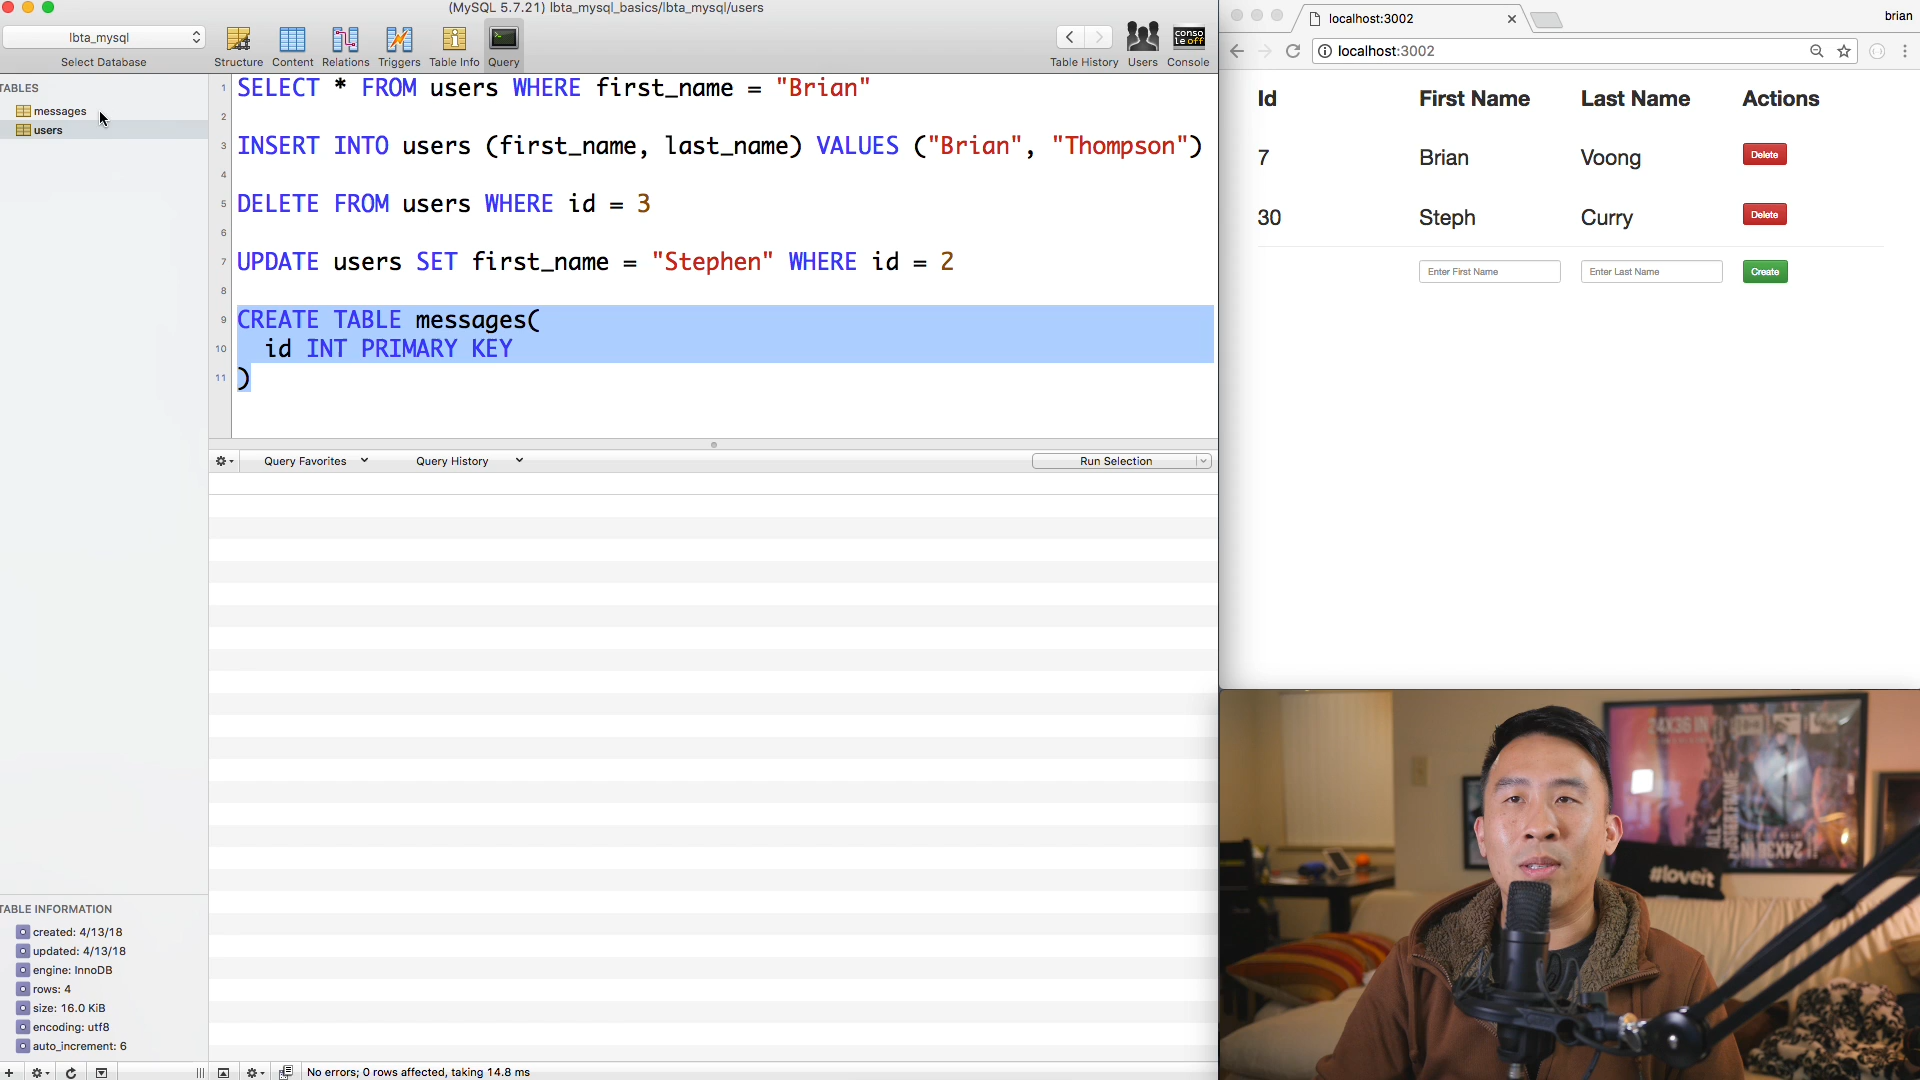 (MySQL 5.7.21) lbta_mysql_basics/lbta_mysql/users
lbta_mysql
Select Database
Structure
Content
Relations
Triggers
Table Info
Query
Table History
Users
conso
le off
Console
TABLES
messages
users
1 SELECT * FROM users WHERE first_name = "Brian"
2
3 INSERT INTO users (first_name, last_name) VALUES ("Brian", "Thompson")
4
5 DELETE FROM users WHERE id = 3
6
7 UPDATE users SET first_name = "Stephen" WHERE id = 2
8
9 CREATE TABLE messages(
10 id INT PRIMARY KEY
11 )
Query Favorites
Query History
Run Selection
TABLE INFORMATION
created: 4/13/18
updated: 4/13/18
engine: InnoDB
rows: 4
size: 16.0 KiB
encoding: utf8
auto_increment: 6
No errors; 0 rows affected, taking 14.8 ms
localhost:3002
brian
localhost:3002
Id First Name Last Name Actions
7 Brian Voong Delete
30 Steph Curry Delete
Enter First Name Enter Last Name Create
24X36 IN
#loveit
24X36 IN